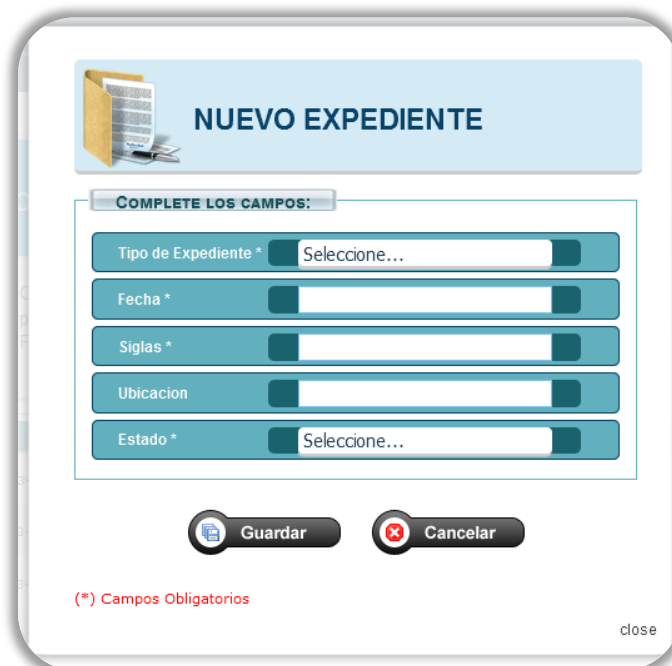 NUEVO EXPEDIENTE
COMPLETE LOS CAMPOS:
Tipo de Expediente * Seleccione...
Fecha *
Siglas *
Ubicacion
Estado * Seleccione...
Guardar Cancelar
(*) Campos Obligatorios
close